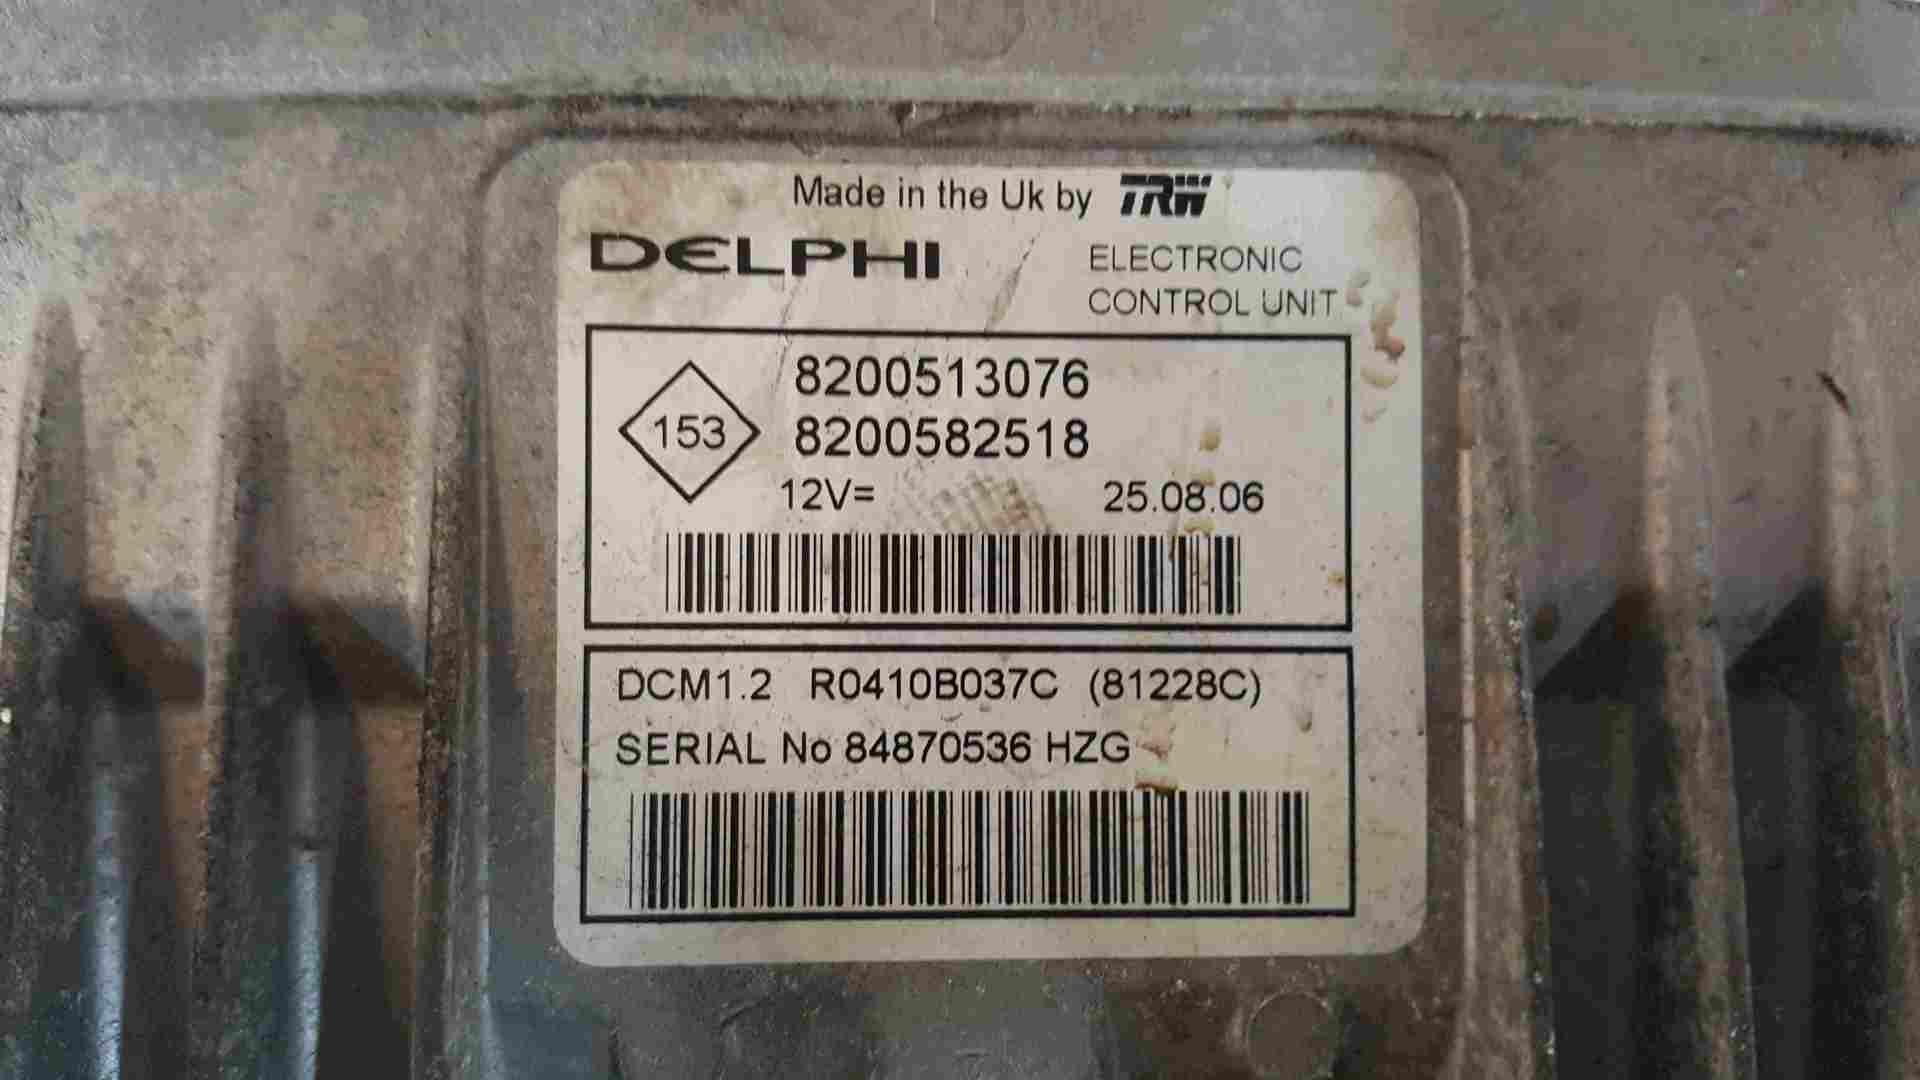 Made in the Uk by TRW
DELPHI
ELECTRONIC
CONTROL UNIT
153
8200513076
8200582518
12V=
25.08.06
DCM1.2 R0410B037C (81228C)
SERIAL No 84870536 HZG